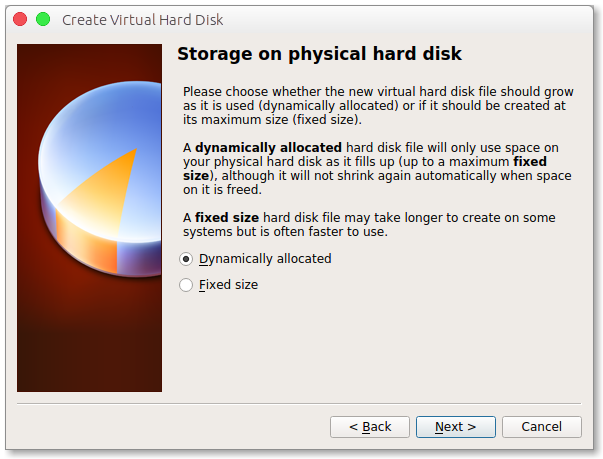 Create Virtual Hard Disk
Storage on physical hard disk
Please choose whether the new virtual hard disk file should grow
as it is used (dynamically allocated) or if it should be created at
its maximum size (fixed size).
A dynamically allocated hard disk file will only use space on
your physical hard disk as it fills up (up to a maximum fixed
size), although it will not shrink again automatically when space
on it is freed.
A fixed size hard disk file may take longer to create on some
systems but is often faster to use.
Dynamically allocated
Fixed size
< Back
Next >
Cancel